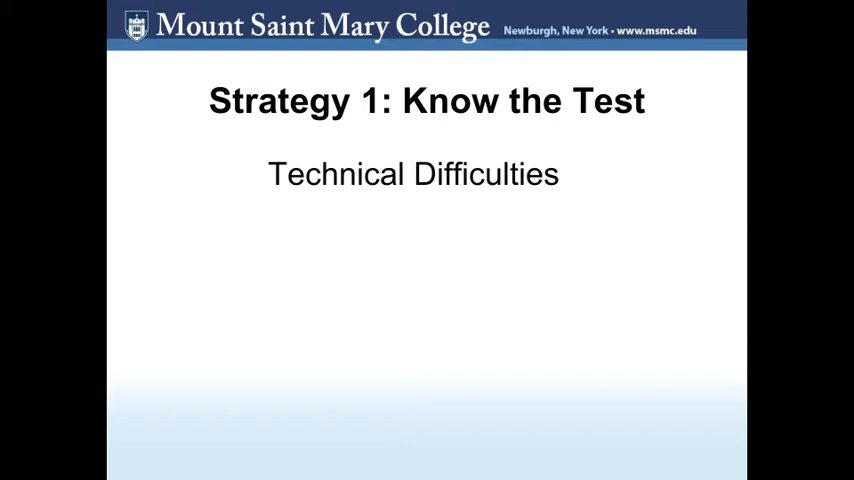 Mount Saint Mary College Newburgh, New York • www.msmc.edu
Strategy 1: Know the Test
Technical Difficulties